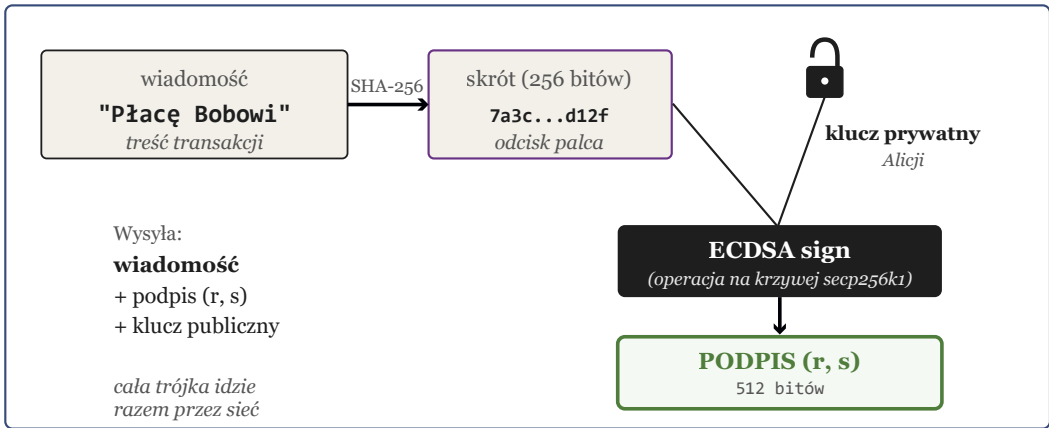 wiadomość
"Płacę Bobowi"
treść transakcji
SHA-256
skrót (256 bitów)
7a3c...d12f
odcisk palca
klucz prywatny
Alicji
ECDSA sign
(operacja na krzywej secp256k1)
PODPIS (r, s)
512 bitów
Wysyła:
wiadomość
+ podpis (r, s)
+ klucz publiczny
cała trójka idzie
razem przez sieć